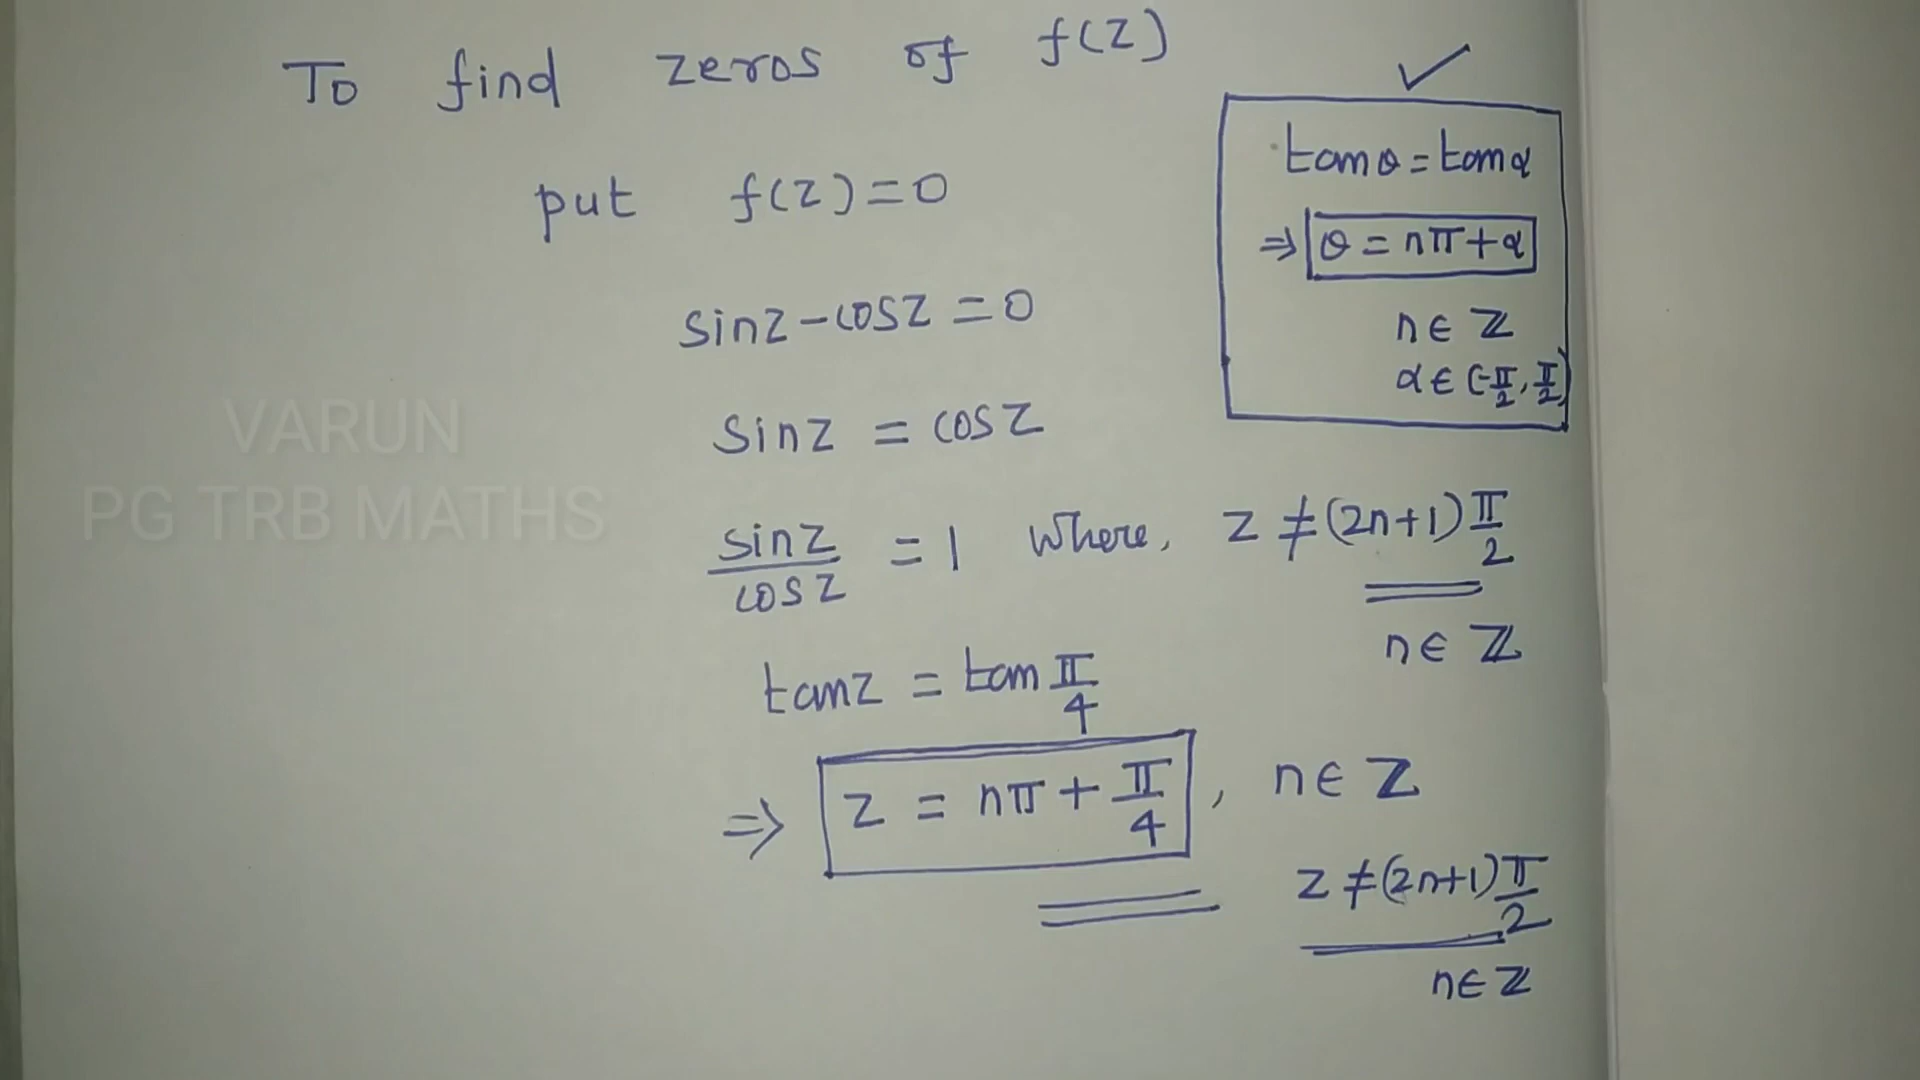 To find zeros of f(z)
put f(z)=0
sinz-cosz=0
sinz = cosz
sinz/cosz = 1 where, z≠(2n+1)π/2
n∈ℤ
tanz = tan π/4
⇒ z = nπ+π/4, n∈ℤ
z≠(2n+1)π/2
n∈ℤ
✓
tanθ=tanα
⇒ θ=nπ+α
n∈ℤ
α∈(-π/2,π/2)
VARUN
PG TRB MATHS